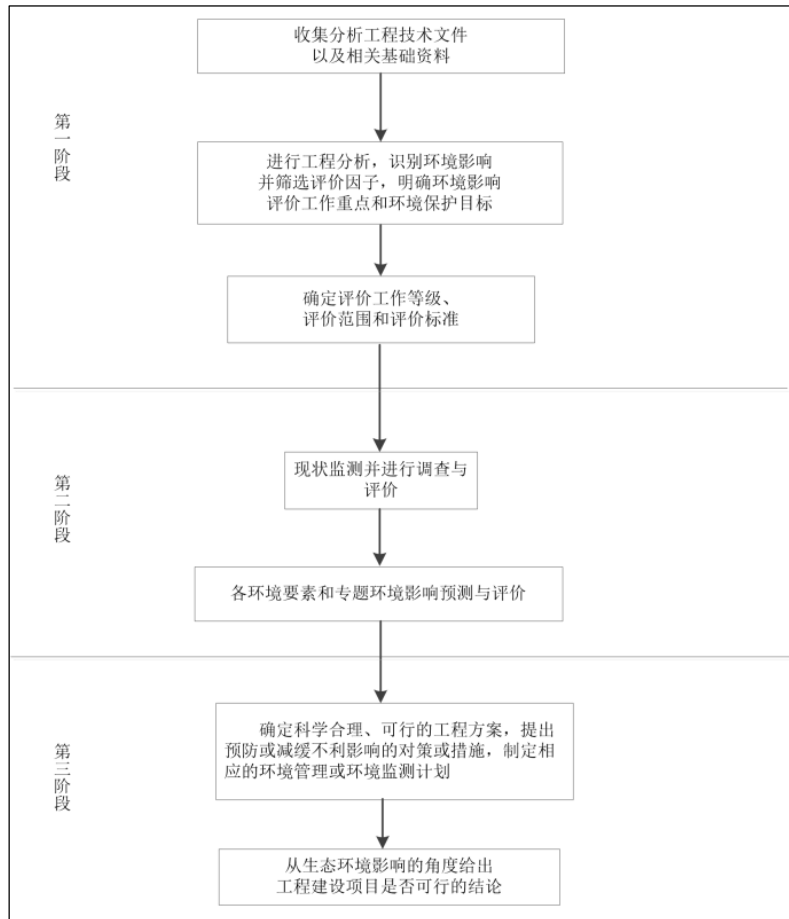 收集分析工程技术文件
以及相关基础资料
第一阶段
进行工程分析，识别环境影响
并筛选评价因子，明确环境影响
评价工作重点和环境保护目标
确定评价工作等级、
评价范围和评价标准
现状监测并进行调查与
评价
第二阶段
各环境要素和专题环境影响预测与评价
确定科学合理、可行的工程方案，提出
预防或减缓不利影响的对策或措施，制定相
应的环境管理或环境监测计划
第三阶段
从生态环境影响的角度给出
工程建设项目是否可行的结论